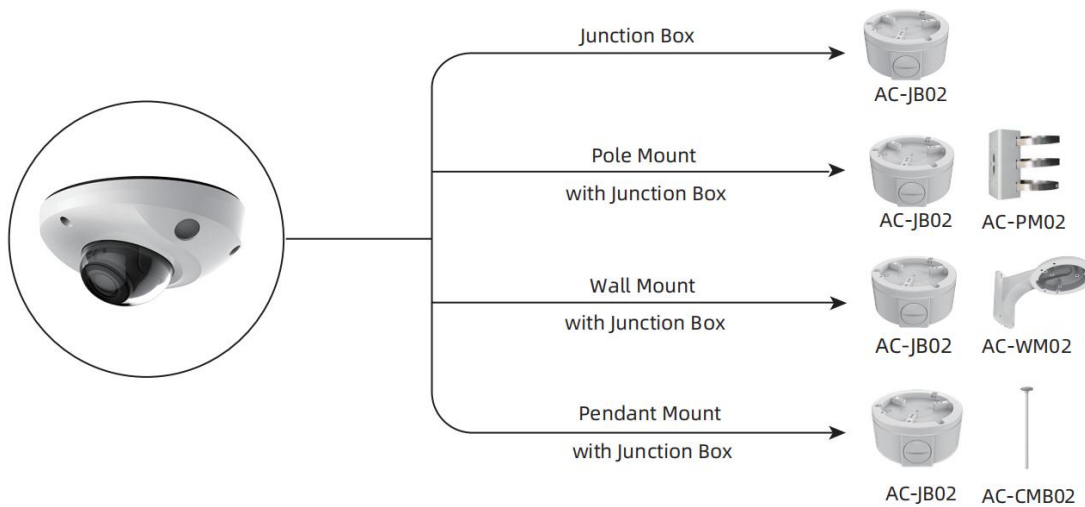 Junction Box
AC-JB02
Pole Mount
with Junction Box
AC-JB02
AC-PM02
Wall Mount
with Junction Box
AC-JB02
AC-WM02
Pendant Mount
with Junction Box
AC-JB02
AC-CMB02